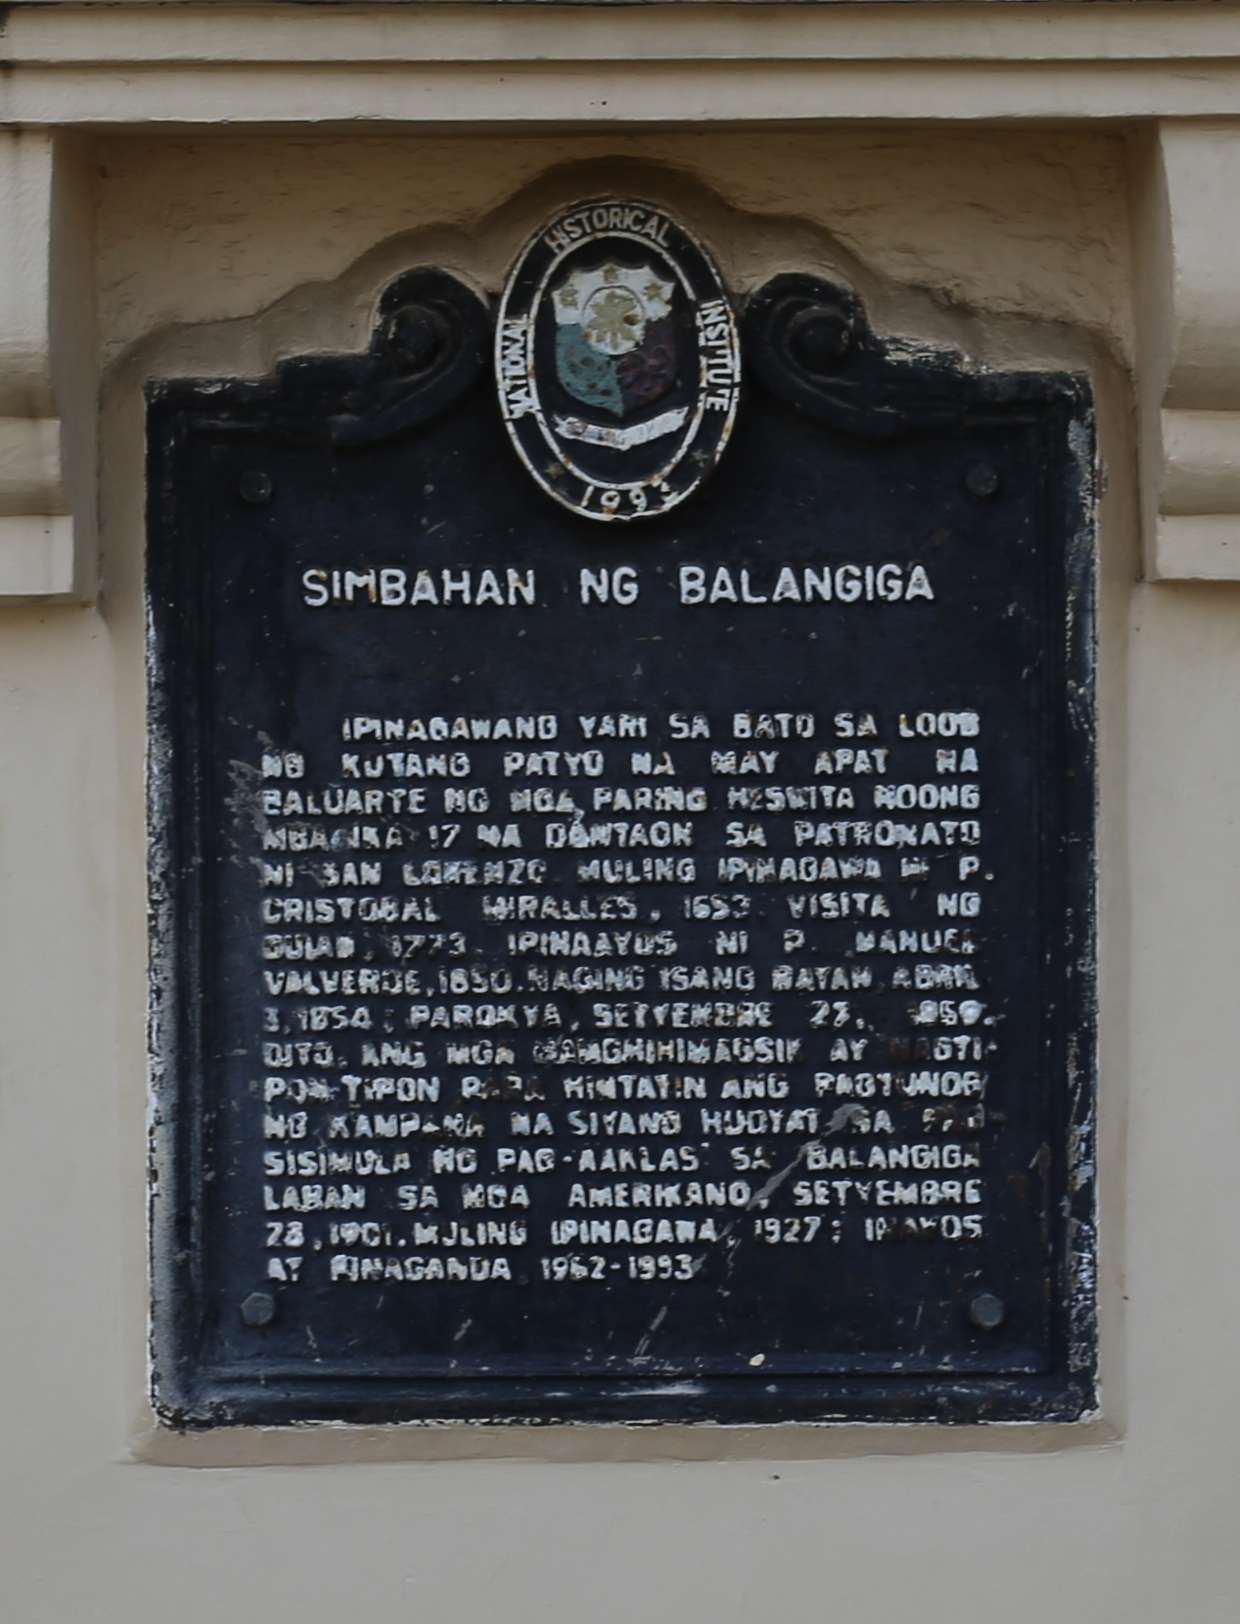 HISTORICAL
NATIONAL
INSTITUTE
1993
SIMBAHAN NG BALANGIGA
IPINAGAWANG YARI SA BATO SA LOOB
NG KUTANG PATYO NA MAY APAT NA
BALUARTE NG MGA PARING HESWITA NOONG
MGA IKA-17 NA DANTAON SA PATRONATO
NI SAN LORENZO. MULING IPINAGAWA NI P.
CRISTOBAL MIRALLES, 1653. VISITA NG
GUIAN, 1773. IPINAAYOS NI P. MANUEL
VALVERDE, 1850. NAGING ISANG BAYAN, ABRIL
3, 1854; PAROKYA, SETYEMBRE 27,
DITO, ANG MGA MANGHIHIMAGSIK AY NAGTI-
PON-TIPON PARA HINTAYIN ANG PAGTUNOG
NG KAMPANA NA SIYANG HUDYAT SA PAG-
SISIMULA NG PAG-AAKLAS SA BALANGIGA
LABAN SA MGA AMERIKANO, SETYEMBRE
28, 1901. MULING IPINAGAWA, 1927; INAYOS
AT PINAGANDA 1962-1993